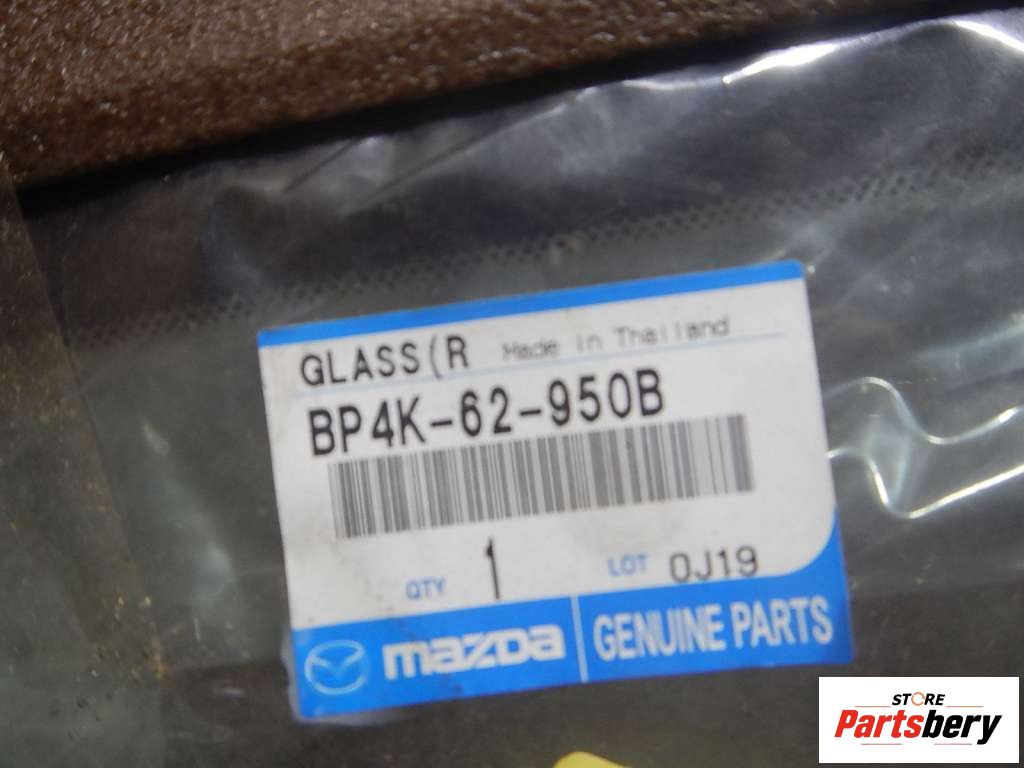 GLASS(R Made in Thailand
BP4K-62-950B
QTY 1 LOT 0J19
mazda GENUINE PARTS
STORE
Partsbery